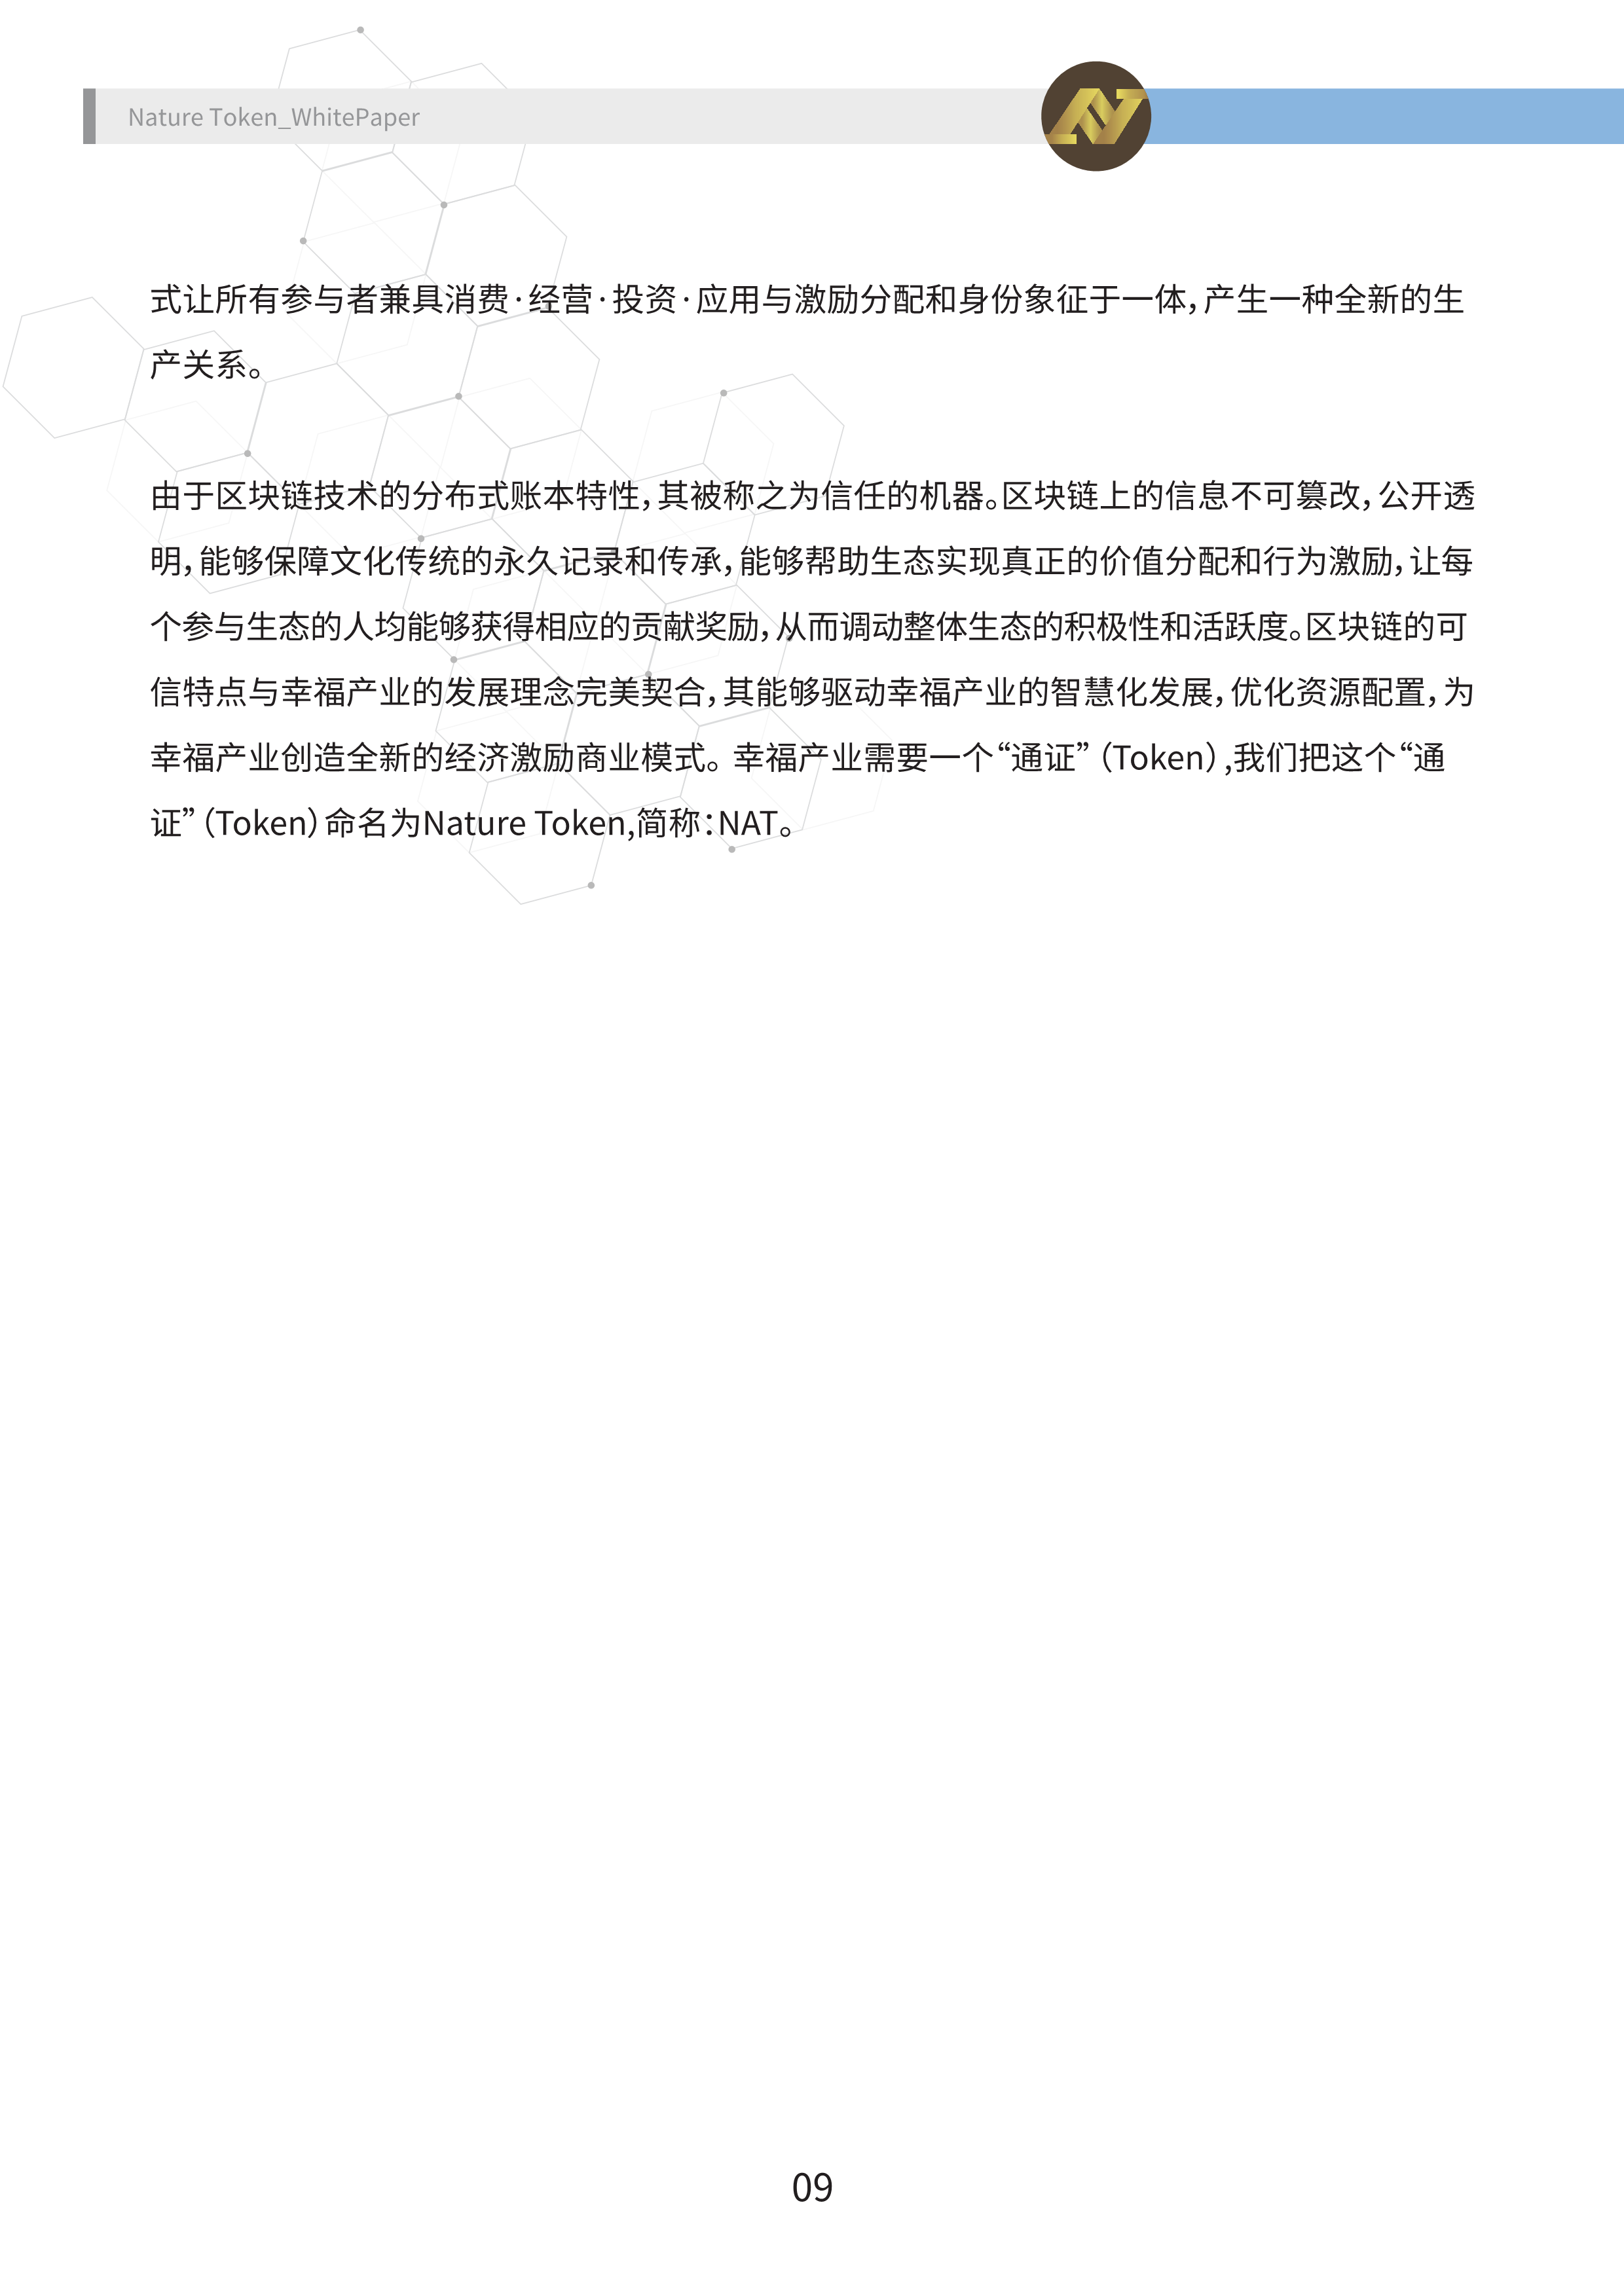 Nature Token_WhitePaper
式让所有参与者兼具消费·经营·投资·应用与激励分配和身份象征于一体，产生一种全新的生
产关系。
由于区块链技术的分布式账本特性，其被称之为信任的机器。区块链上的信息不可篡改，公开透
明，能够保障文化传统的永久记录和传承，能够帮助生态实现真正的价值分配和行为激励，让每
个参与生态的人均能够获得相应的贡献奖励，从而调动整体生态的积极性和活跃度。区块链的可
信特点与幸福产业的发展理念完美契合，其能够驱动幸福产业的智慧化发展，优化资源配置，为
幸福产业创造全新的经济激励商业模式。幸福产业需要一个“通证”（Token）,我们把这个“通
证”（Token）命名为Nature Token,简称：NAT。
09